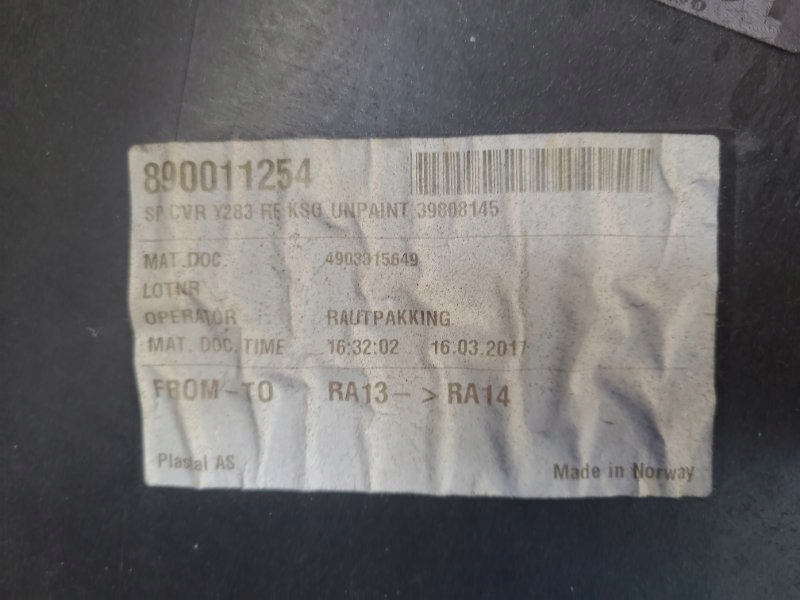 890011254
SP CVR Y283 RE KSG UNPAINT 39808145
MAT.DOC 4903815649
LOTNR
OPERATOR RAUTPAKKING
MAT. DOC. TIME 16:32:02 16.03.2017
FROM-TO RA13-> RA14
Plastal AS Made in Norway